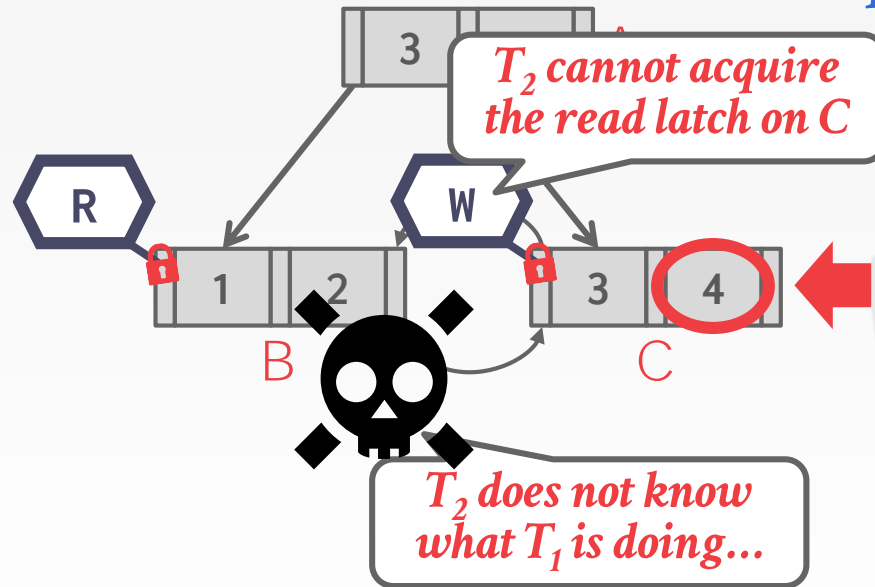 3
T2 cannot acquire
the read latch on C
R
W
1
2
3
4
B
C
T2 does not know
what T1 is doing...